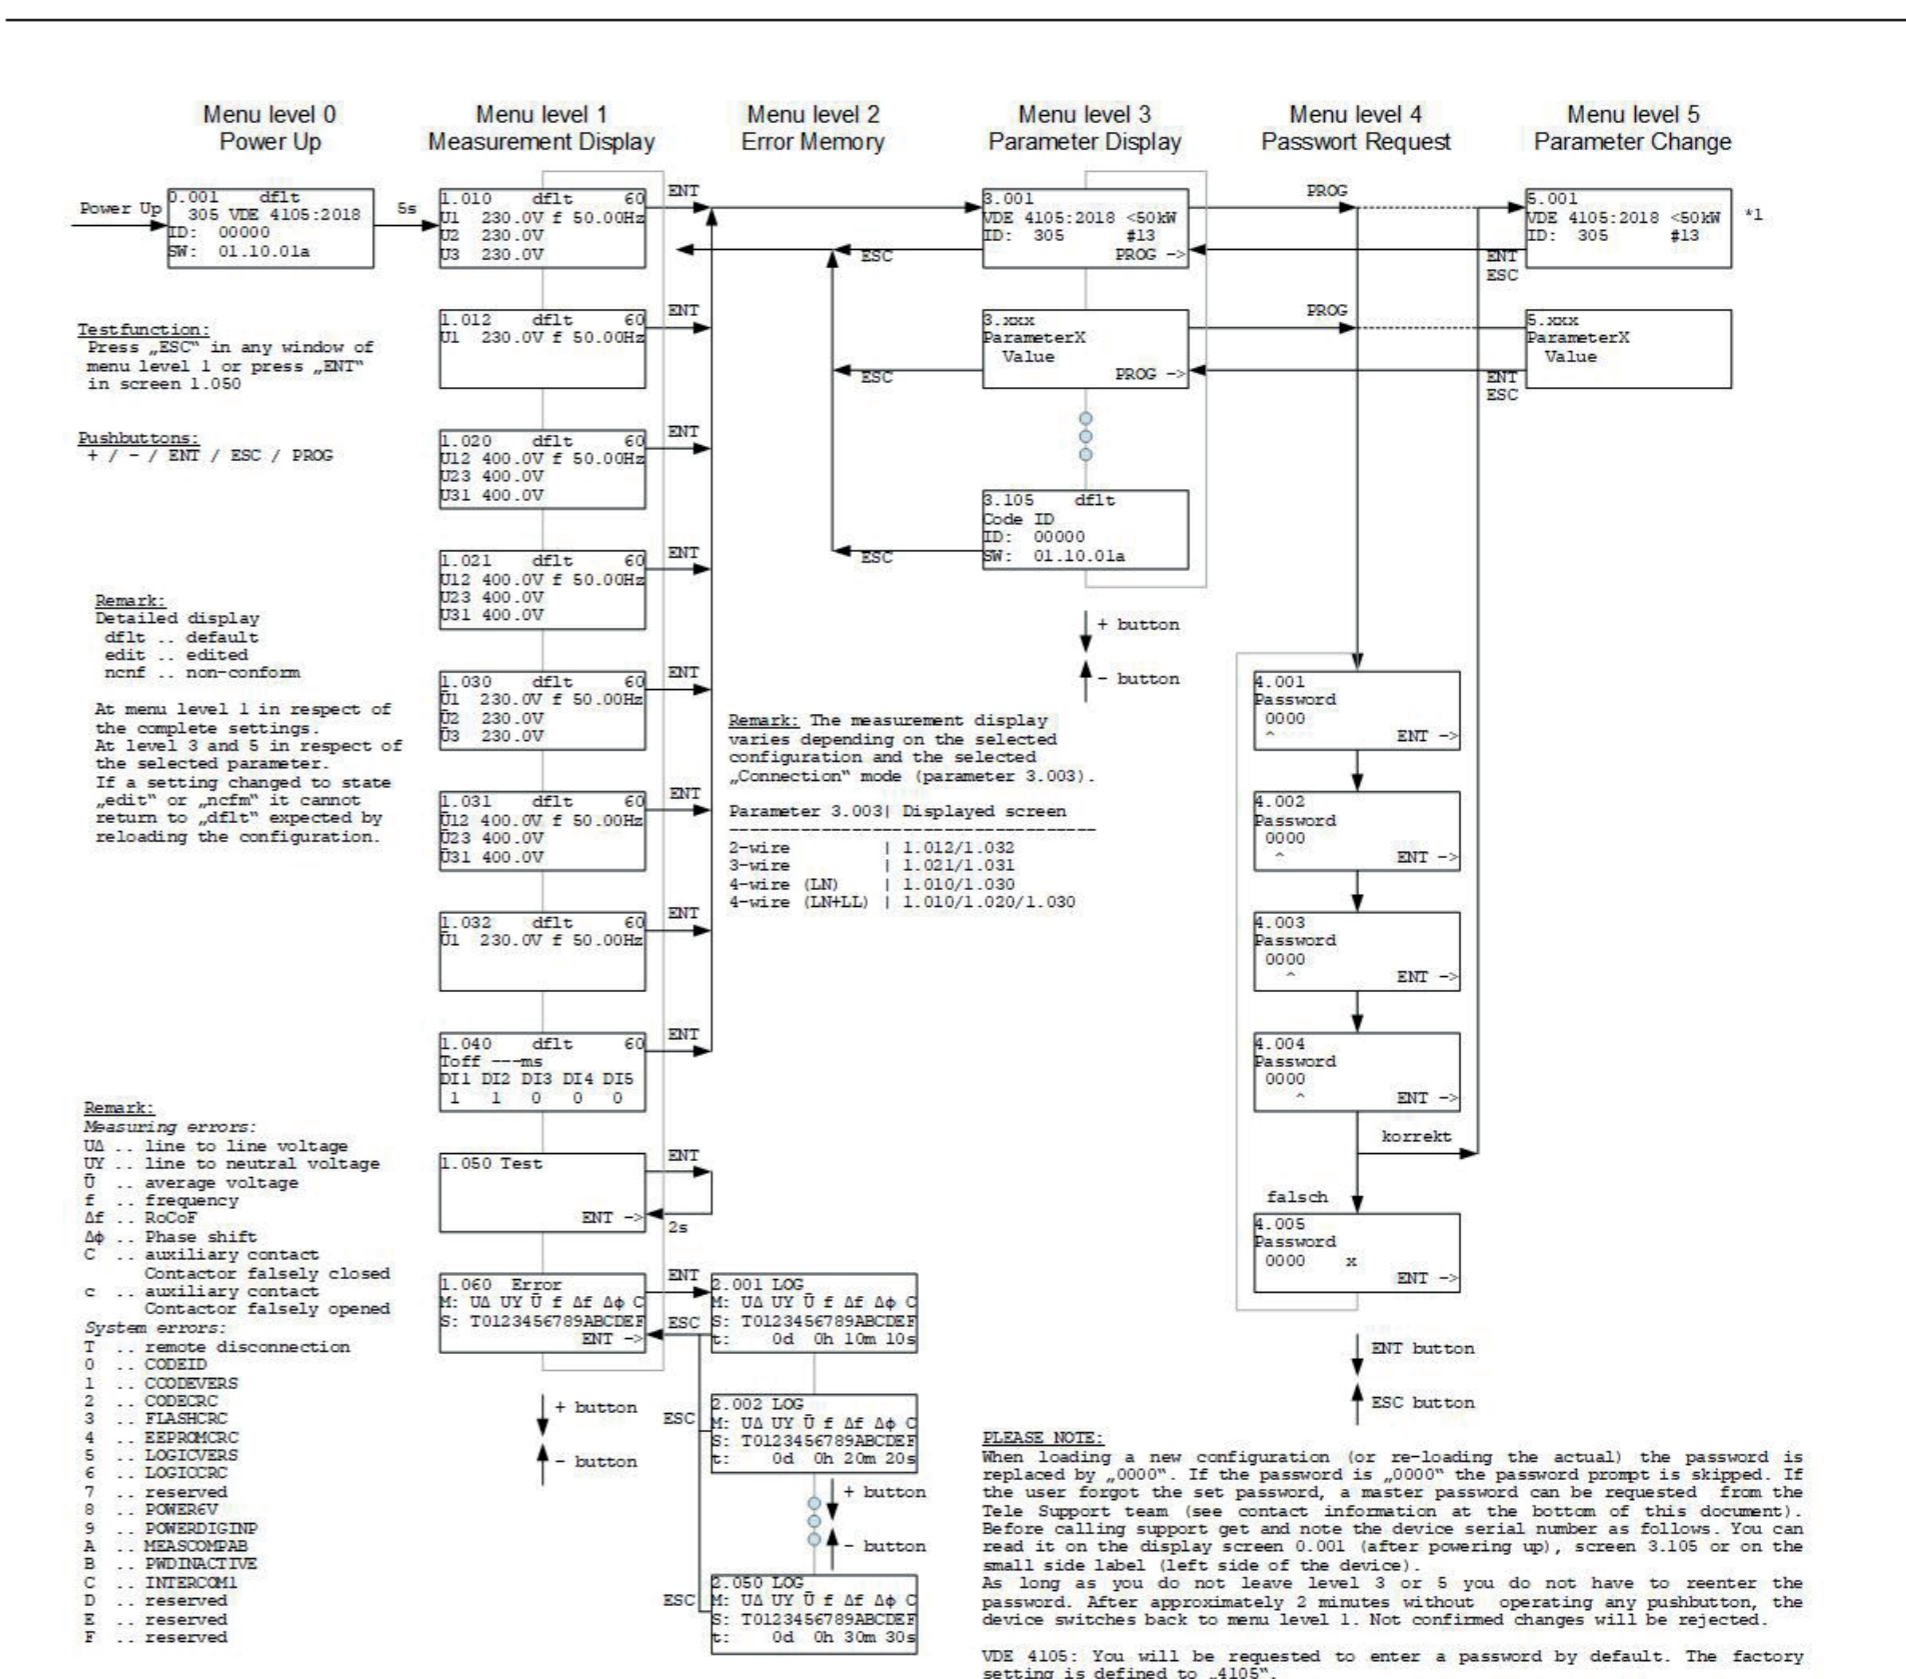 Menu level 0
Power Up
Menu level 1
Measurement Display
Menu level 2
Error Memory
Menu level 3
Parameter Display
Menu level 4
Passwort Request
Menu level 5
Parameter Change
Power Up
0.001 dflt
305 VDE 4105:2018
ID: 00000
SW: 01.10.01a
5s
1.010 dflt 60
U1 230.0V f 50.00Hz
U2 230.0V
U3 230.0V
ENT
3.001
VDE 4105:2018 <50kW
ID: 305 #13
PROG ->
ESC
PROG
5.001
VDE 4105:2018 <50kW
ID: 305 #13
*1
ENT
ESC
Testfunction:
Press „ESC“ in any window of
menu level 1 or press „ENT“
in screen 1.050
1.012 dflt 60
U1 230.0V f 50.00Hz
ENT
3.xxx
ParameterX
Value
PROG ->
ESC
PROG
5.xxx
ParameterX
Value
ENT
ESC
Pushbuttons:
+ / - / ENT / ESC / PROG
1.020 dflt 60
U12 400.0V f 50.00Hz
U23 400.0V
U31 400.0V
ENT
3.105 dflt
Code ID
ID: 00000
SW: 01.10.01a
ESC
1.021 dflt 60
U12 400.0V f 50.00Hz
U23 400.0V
U31 400.0V
ENT
+ button
- button
Remark:
Detailed display
dflt .. default
edit .. edited
ncnf .. non-conform
At menu level 1 in respect of
the complete settings.
At level 3 and 5 in respect of
the selected parameter.
If a setting changed to state
„edit“ or „ncfm“ it cannot
return to „dflt“ expected by
reloading the configuration.
1.030 dflt 60
Ū1 230.0V f 50.00Hz
Ū2 230.0V
Ū3 230.0V
ENT
1.031 dflt 60
Ū12 400.0V f 50.00Hz
Ū23 400.0V
Ū31 400.0V
ENT
1.032 dflt 60
Ū1 230.0V f 50.00Hz
ENT
1.040 dflt 60
Toff ---ms
DI1 DI2 DI3 DI4 DI5
1 1 0 0 0
ENT
Remark: The measurement display
varies depending on the selected
configuration and the selected
„Connection“ mode (parameter 3.003).
Parameter 3.003| Displayed screen
------------------------------------
2-wire | 1.012/1.032
3-wire | 1.021/1.031
4-wire (LN) | 1.010/1.030
4-wire (LN+LL) | 1.010/1.020/1.030
4.001
Password
0000
^ ENT ->
4.002
Password
0000
^ ENT ->
4.003
Password
0000
^ ENT ->
4.004
Password
0000
^ ENT ->
korrekt
falsch
4.005
Password
0000 x
ENT ->
ENT button
ESC button
Remark:
Measuring errors:
UΔ .. line to line voltage
UY .. line to neutral voltage
Ū .. average voltage
f .. frequency
Δf .. RoCoF
Δϕ .. Phase shift
C .. auxiliary contact
Contactor falsely closed
c .. auxiliary contact
Contactor falsely opened
System errors:
T .. remote disconnection
0 .. CODEID
1 .. CCODEVERS
2 .. CODECRC
3 .. FLASHCRC
4 .. EEPROMCRC
5 .. LOGICVERS
6 .. LOGICCRC
7 .. reserved
8 .. POWER6V
9 .. POWERDIGINP
A .. MEASCOMPAB
B .. PWDINACTIVE
C .. INTERCOM1
D .. reserved
E .. reserved
F .. reserved
1.050 Test
ENT ->
ENT
2s
1.060 Error
M: UΔ UY Ū f Δf Δϕ C
S: T0123456789ABCDEF
ENT ->
ENT
ESC
+ button
- button
2.001 LOG
M: UΔ UY Ū f Δf Δϕ C
S: T0123456789ABCDEF
t: 0d 0h 10m 10s
ESC
2.002 LOG
M: UΔ UY Ū f Δf Δϕ C
S: T0123456789ABCDEF
t: 0d 0h 20m 20s
+ button
- button
ESC
2.050 LOG
M: UΔ UY Ū f Δf Δϕ C
S: T0123456789ABCDEF
t: 0d 0h 30m 30s
PLEASE NOTE:
When loading a new configuration (or re-loading the actual) the password is
replaced by „0000“. If the password is „0000“ the password prompt is skipped. If
the user forgot the set password, a master password can be requested from the
Tele Support team (see contact information at the bottom of this document).
Before calling support get and note the device serial number as follows. You can
read it on the display screen 0.001 (after powering up), screen 3.105 or on the
small side label (left side of the device).
As long as you do not leave level 3 or 5 you do not have to reenter the
password. After approximately 2 minutes without operating any pushbutton, the
device switches back to menu level 1. Not confirmed changes will be rejected.
VDE 4105: You will be requested to enter a password by default. The factory
setting is defined to „4105“.